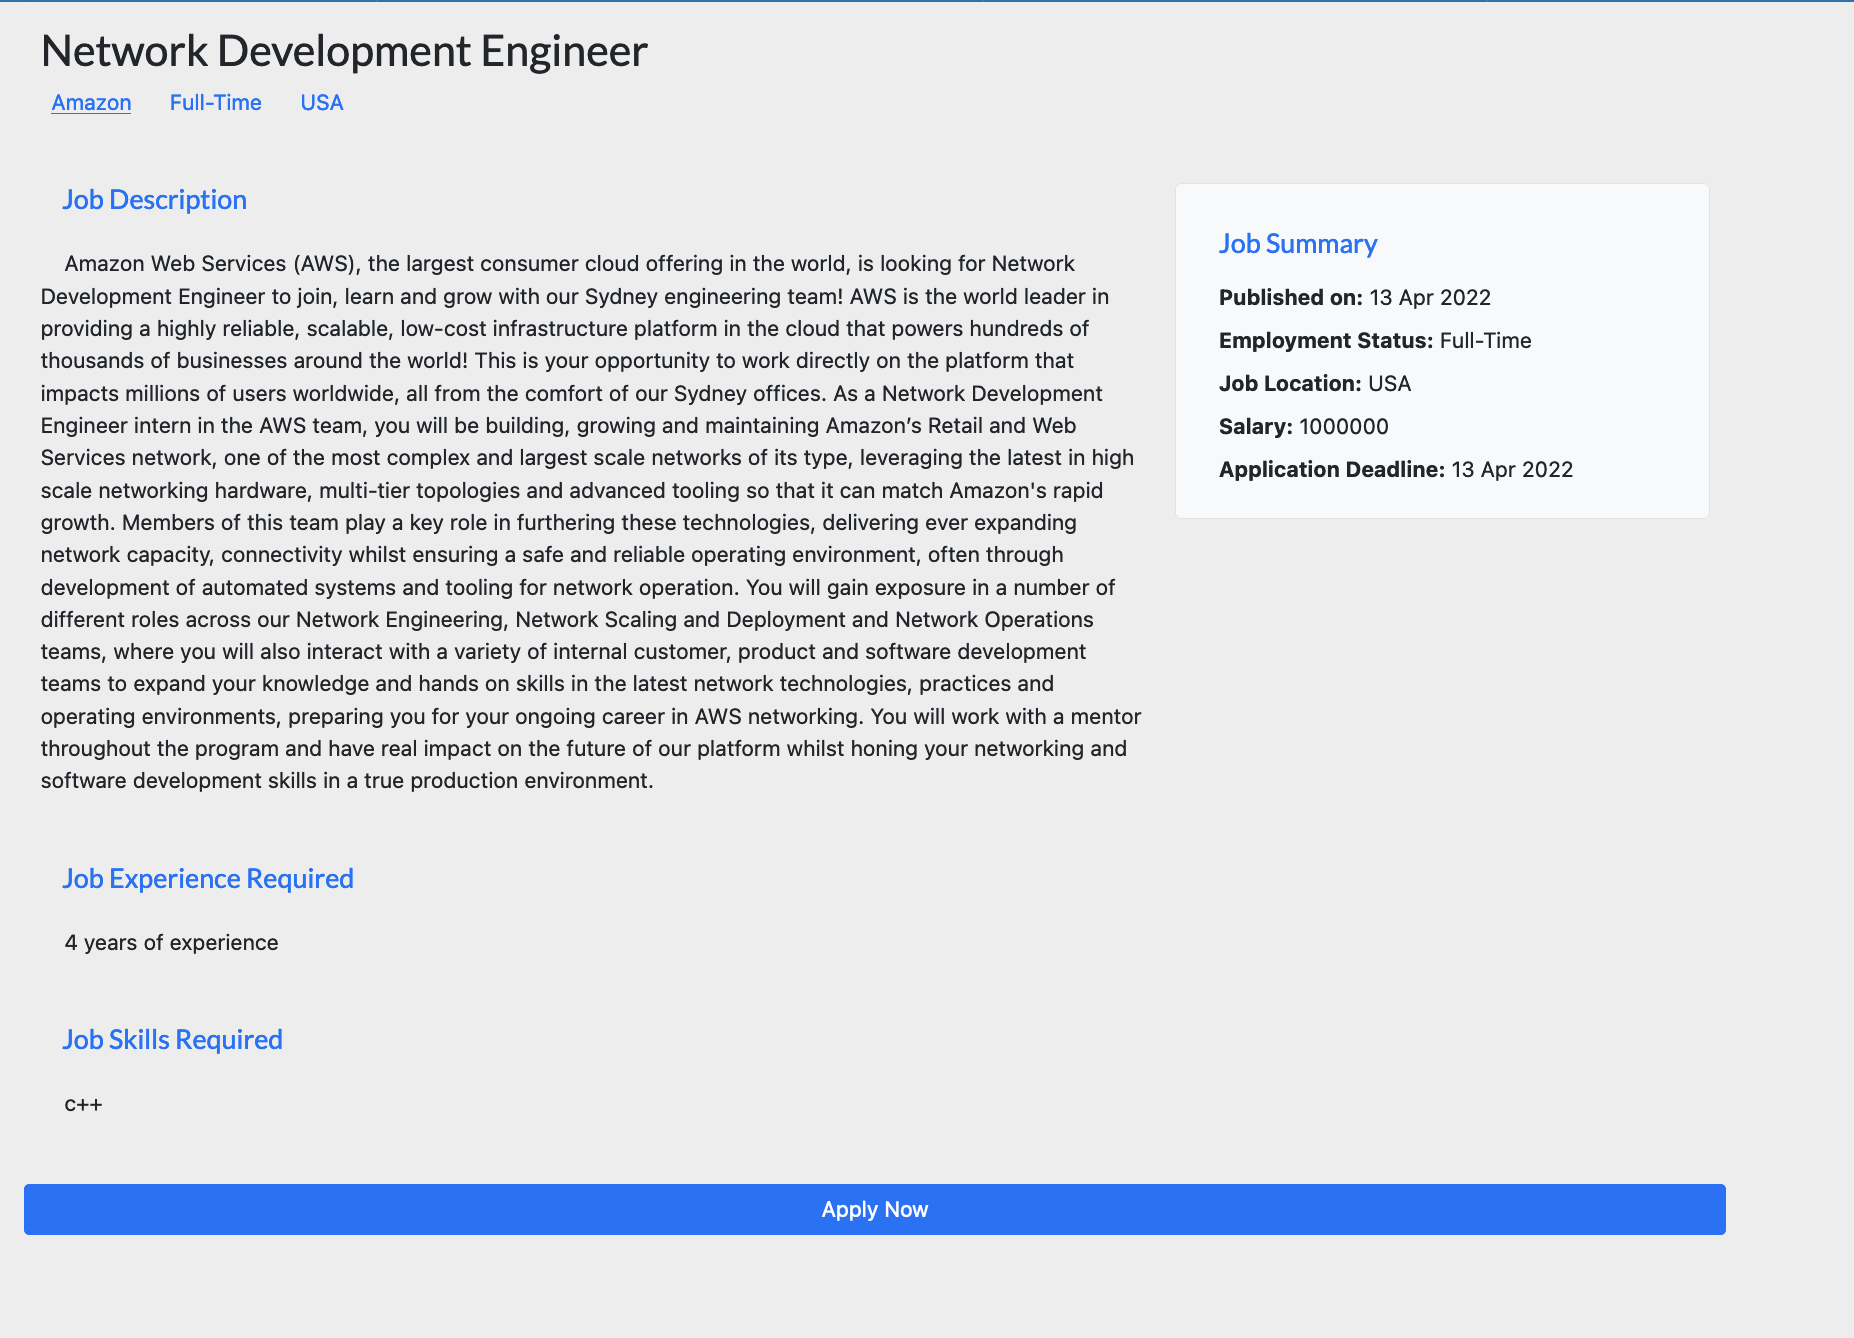 Network Development Engineer
Amazon Full-Time USA
Job Description
Amazon Web Services (AWS), the largest consumer cloud offering in the world, is looking for Network
Development Engineer to join, learn and grow with our Sydney engineering team! AWS is the world leader in
providing a highly reliable, scalable, low-cost infrastructure platform in the cloud that powers hundreds of
thousands of businesses around the world! This is your opportunity to work directly on the platform that
impacts millions of users worldwide, all from the comfort of our Sydney offices. As a Network Development
Engineer intern in the AWS team, you will be building, growing and maintaining Amazon’s Retail and Web
Services network, one of the most complex and largest scale networks of its type, leveraging the latest in high
scale networking hardware, multi-tier topologies and advanced tooling so that it can match Amazon's rapid
growth. Members of this team play a key role in furthering these technologies, delivering ever expanding
network capacity, connectivity whilst ensuring a safe and reliable operating environment, often through
development of automated systems and tooling for network operation. You will gain exposure in a number of
different roles across our Network Engineering, Network Scaling and Deployment and Network Operations
teams, where you will also interact with a variety of internal customer, product and software development
teams to expand your knowledge and hands on skills in the latest network technologies, practices and
operating environments, preparing you for your ongoing career in AWS networking. You will work with a mentor
throughout the program and have real impact on the future of our platform whilst honing your networking and
software development skills in a true production environment.
Job Experience Required
4 years of experience
Job Skills Required
c++
Job Summary
Published on: 13 Apr 2022
Employment Status: Full-Time
Job Location: USA
Salary: 1000000
Application Deadline: 13 Apr 2022
Apply Now